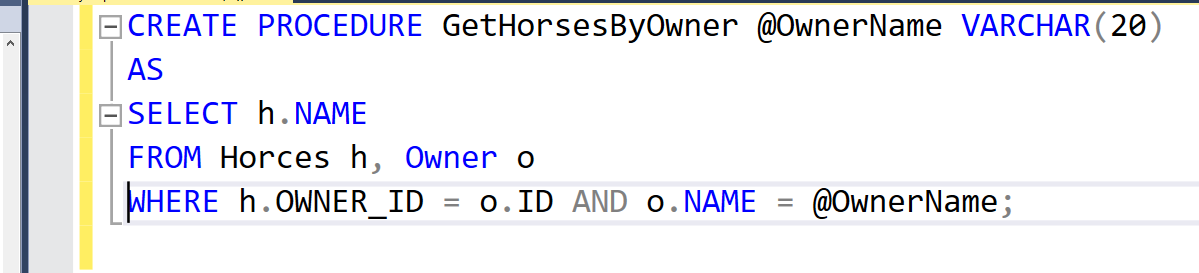 CREATE PROCEDURE GetHorsesByOwner @OwnerName VARCHAR(20)
AS
SELECT h.NAME
FROM Horces h, Owner o
WHERE h.OWNER_ID = o.ID AND o.NAME = @OwnerName;